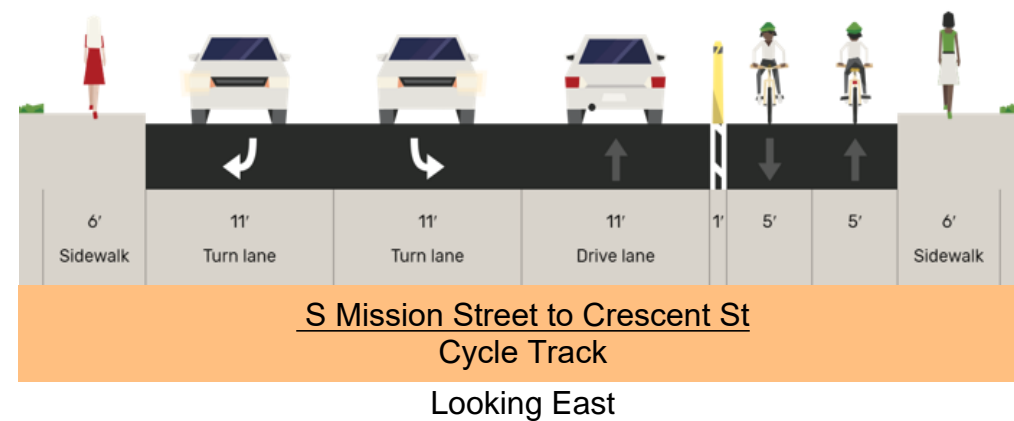 6′ 11′ 11′ 11′ 1′ 5′ 5′ 6′
Sidewalk Turn lane Turn lane Drive lane Sidewalk
S Mission Street to Crescent St
Cycle Track
Looking East